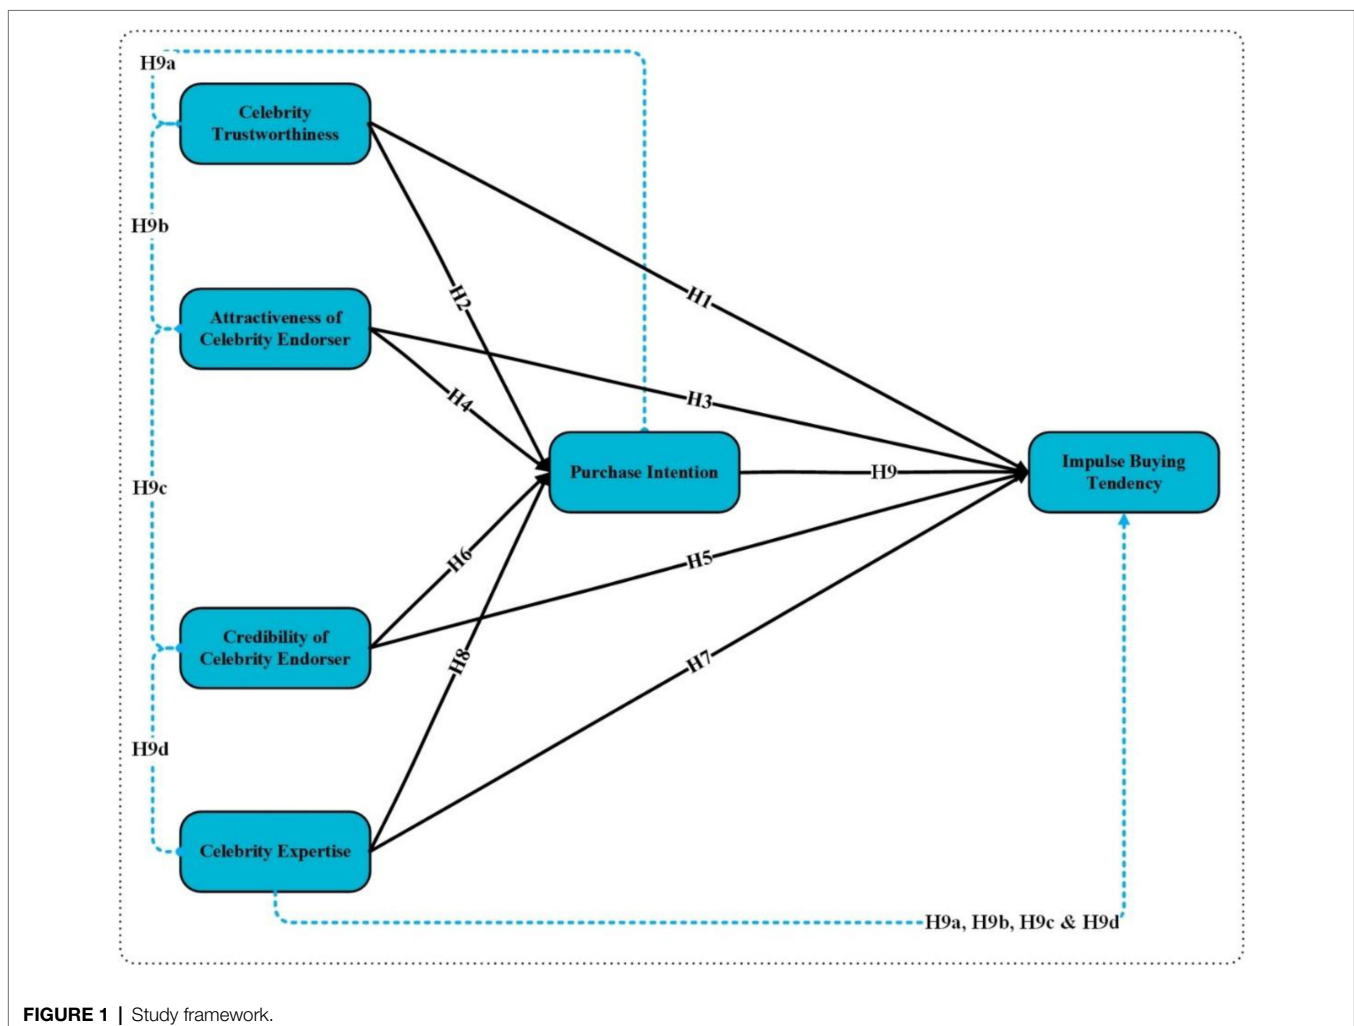 H9a
Celebrity
Trustworthiness
H9b
H2
H1
Attractiveness of
Celebrity Endorser
H4
H3
Purchase Intention
H9
Impulse Buying
Tendency
H9c
H6
H5
Credibility of
Celebrity Endorser
H8
H7
H9d
Celebrity Expertise
H9a, H9b, H9c & H9d
FIGURE 1 | Study framework.